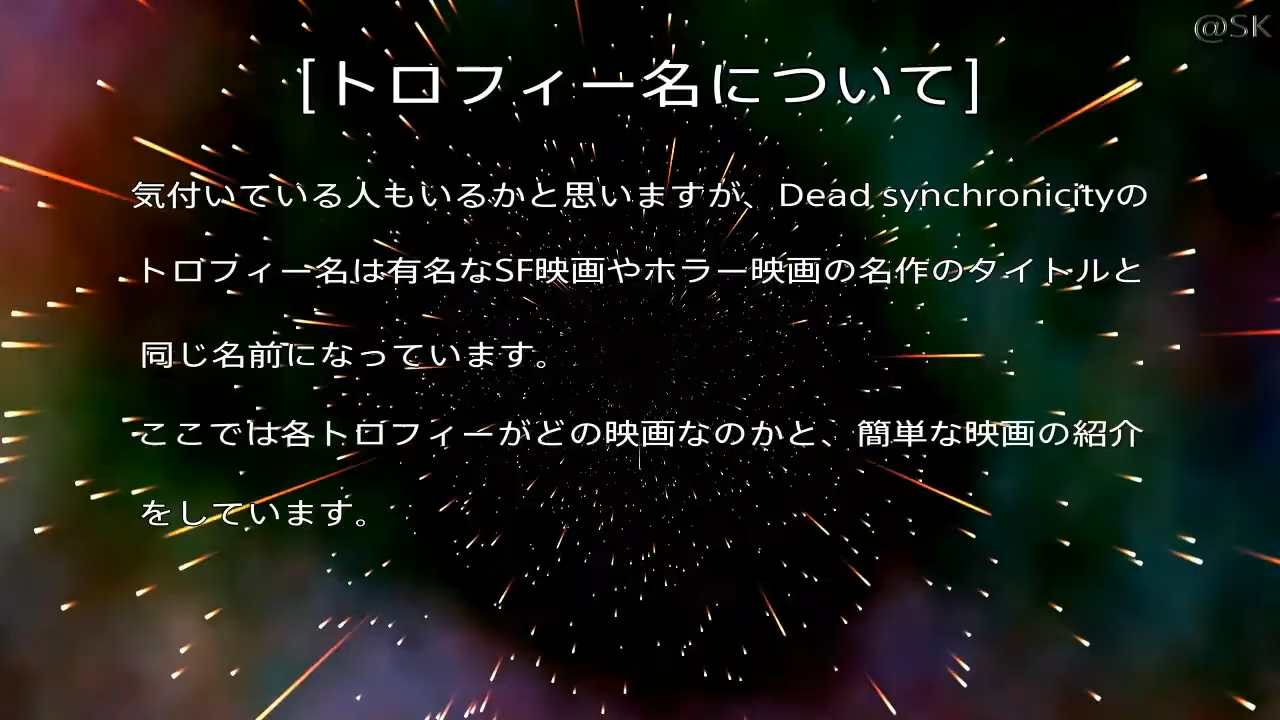 @SK
[トロフィー名について]
気付いている人もいるかと思いますが、Dead synchronicityの
トロフィー名は有名なSF映画やホラー映画の名作のタイトルと
同じ名前になっています。
ここでは各トロフィーがどの映画なのかと、簡単な映画の紹介
をしています。